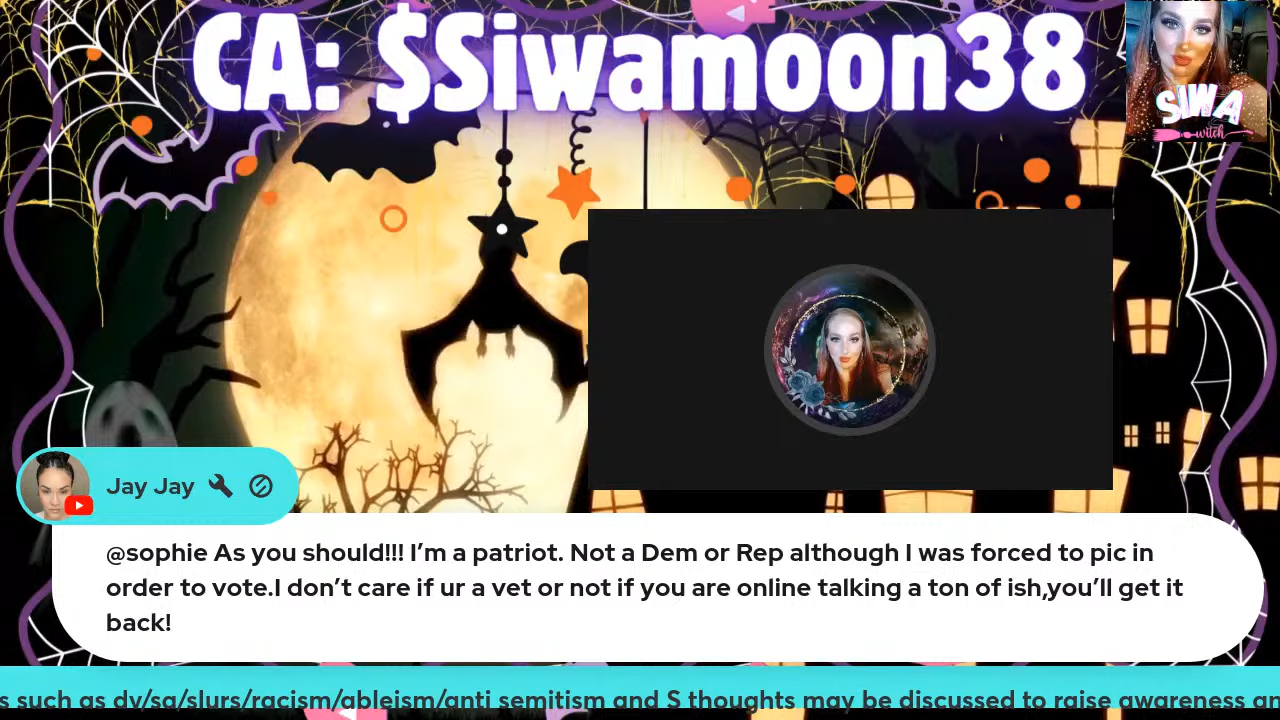 CA: $Siwamoon38
SIWA
witch
Jay Jay
@sophie As you should!!! I’m a patriot. Not a Dem or Rep although I was forced to pic in
order to vote.I don’t care if ur a vet or not if you are online talking a ton of ish,you’ll get it
back!
s such as dv/sa/slurs/racism/ableism/anti semitism and S thoughts may be discussed to raise awareness an